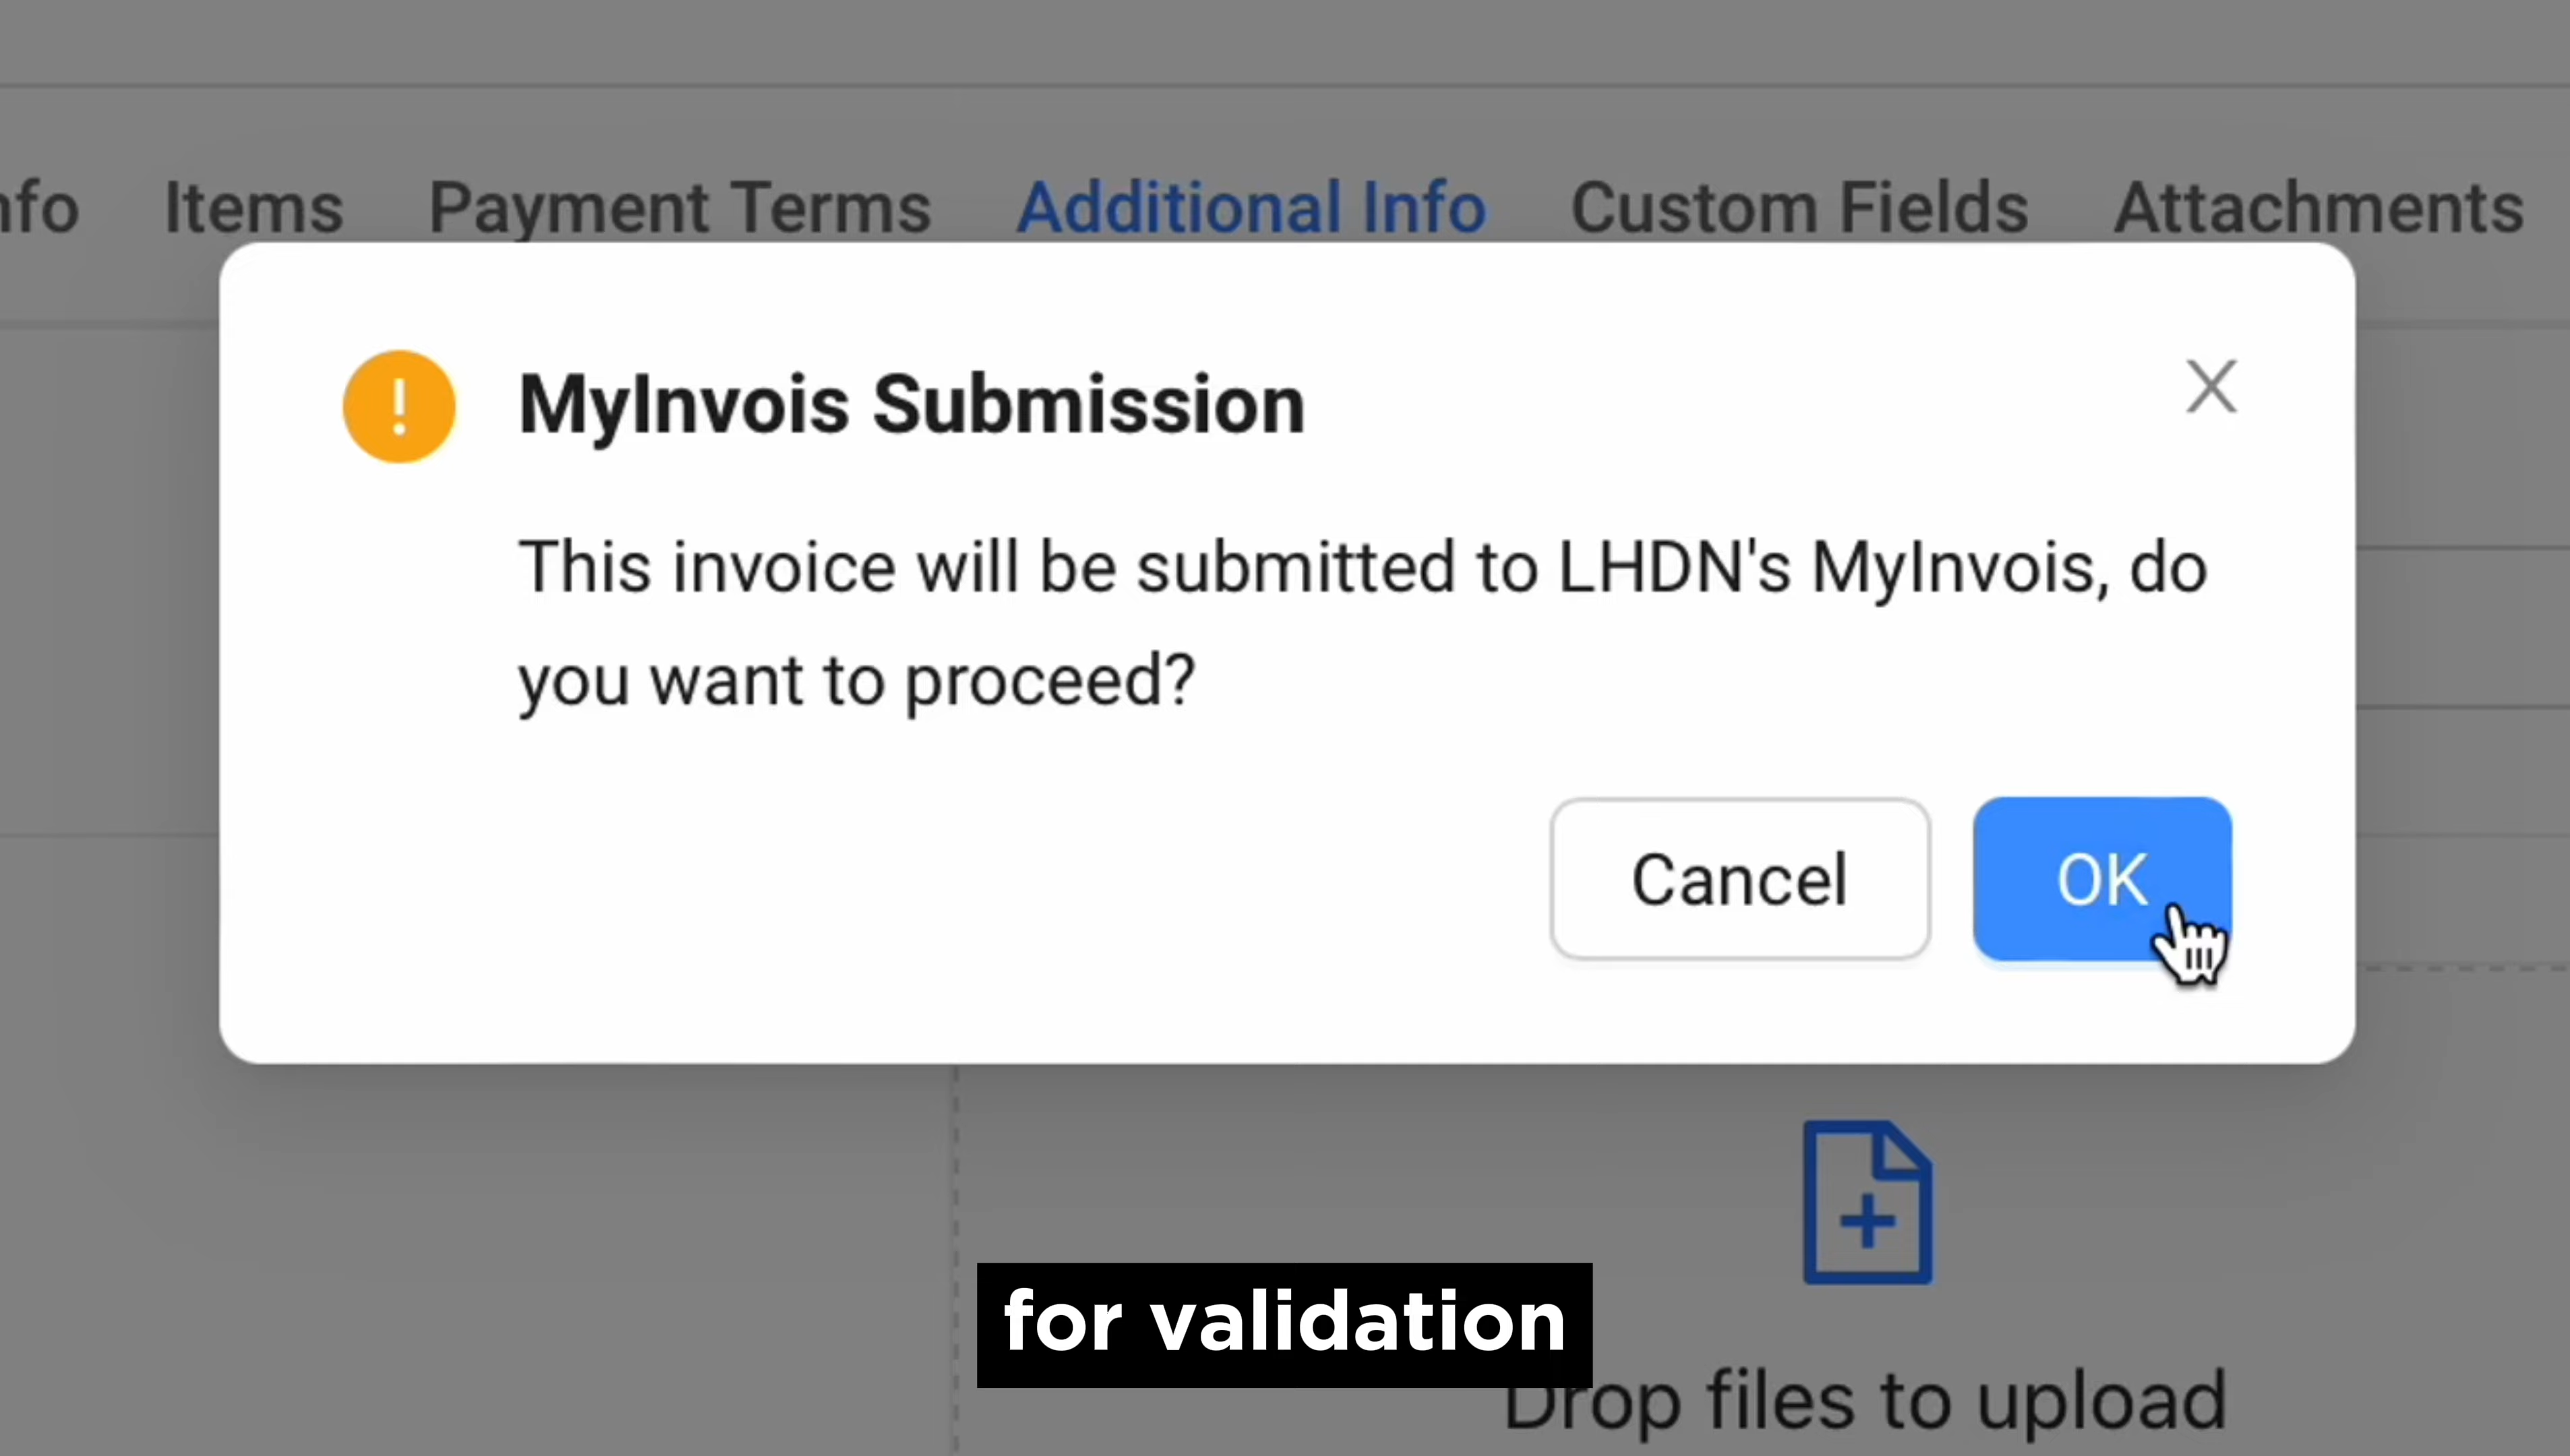 nfo Items Payment Terms Additional Info Custom Fields Attachments
MyInvois Submission
This invoice will be submitted to LHDN's MyInvois, do
you want to proceed?
Cancel OK
for validation
Drop files to upload